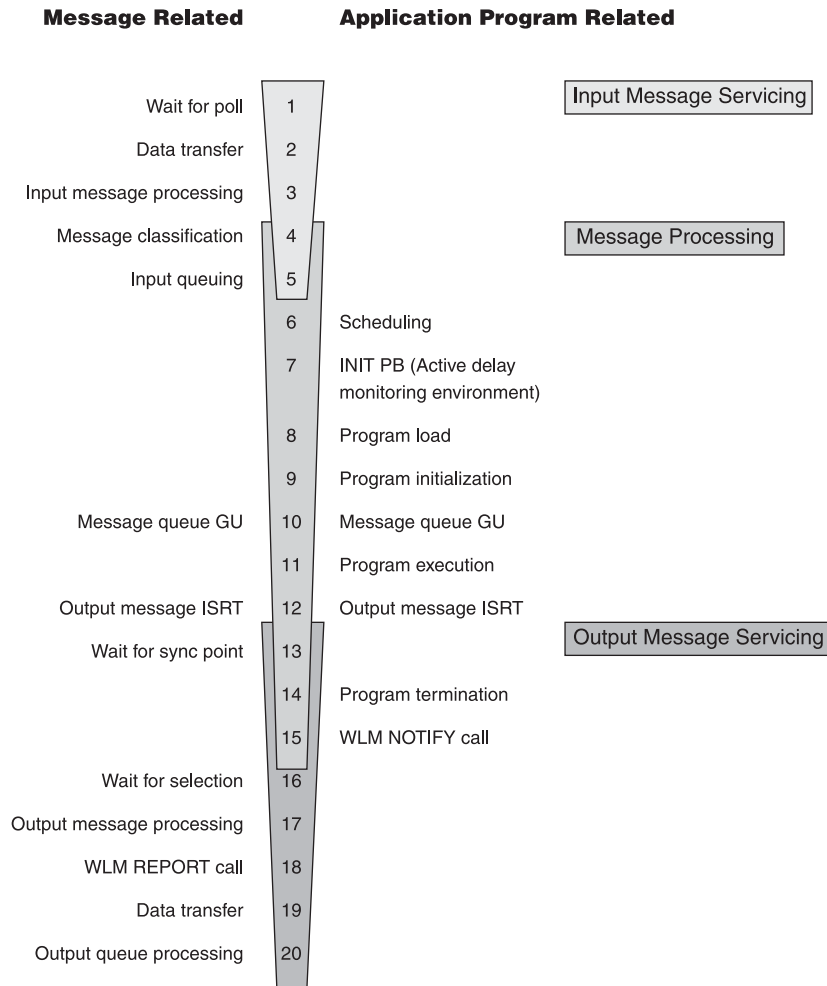 Message Related Application Program Related
Input Message Servicing
Wait for poll 1
Data transfer 2
Input message processing 3
Message classification 4 Message Processing
Input queuing 5
6 Scheduling
7 INIT PB (Active delay
monitoring environment)
8 Program load
9 Program initialization
Message queue GU 10 Message queue GU
11 Program execution
Output message ISRT 12 Output message ISRT
Output Message Servicing
Wait for sync point 13
14 Program termination
15 WLM NOTIFY call
Wait for selection 16
Output message processing 17
WLM REPORT call 18
Data transfer 19
Output queue processing 20